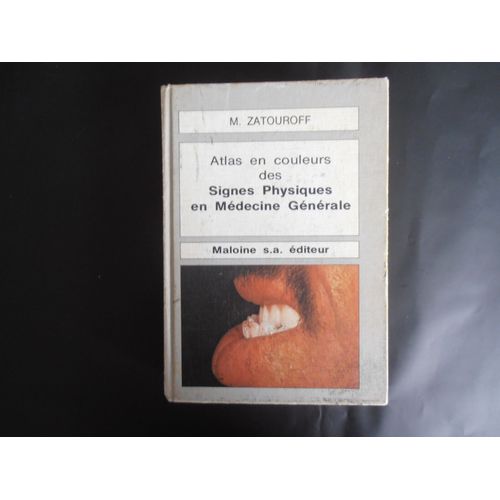 M. ZATOUROFF
Atlas en couleurs
des
Signes Physiques
en Médecine Générale
Maloine s.a. éditeur